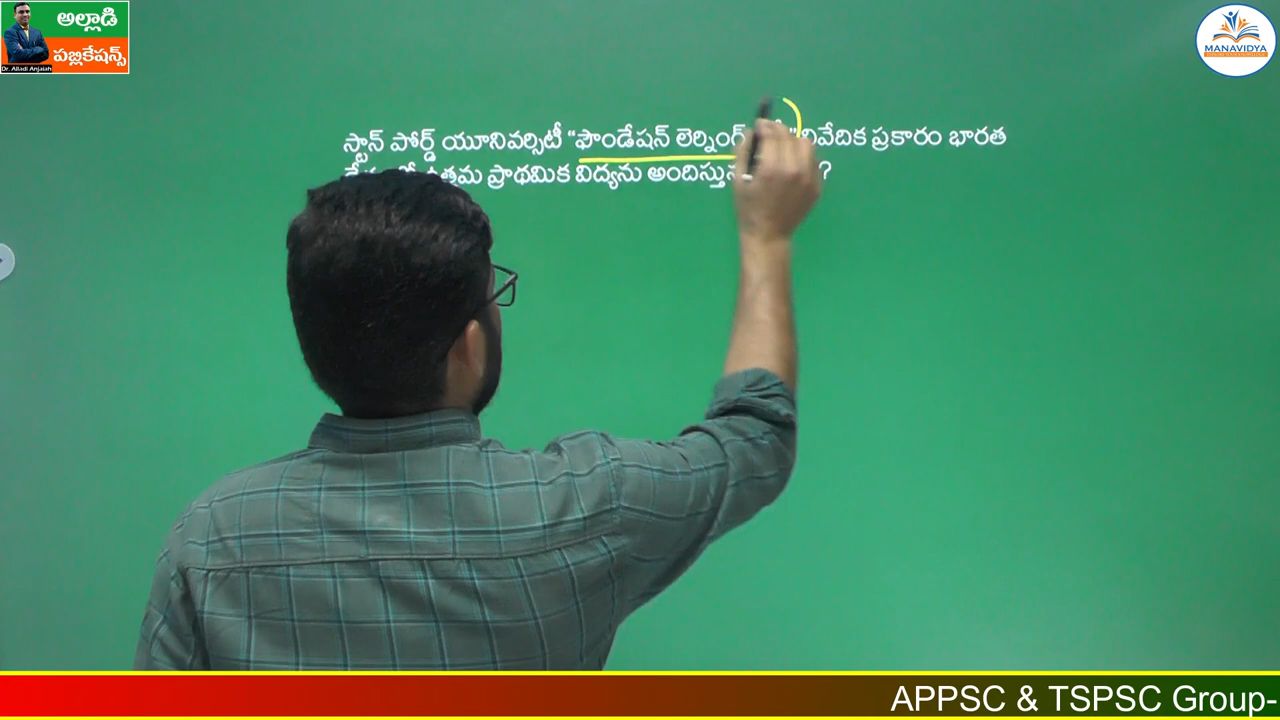 అల్లాడి
పబ్లికేషన్స్
Dr. Alladi Anjaiah
MANAVIDYA
స్టాన్ పోర్డ్ యూనివర్సిటీ “ఫౌండేషన్ లెర్నింగ్ ” నివేదిక ప్రకారం భారత
ఉత్తమ ప్రాథమిక విద్యను ?
APPSC & TSPSC Group-